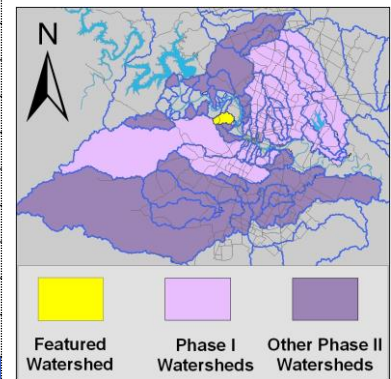 N
Featured Watershed
Phase I Watersheds
Other Phase II Watersheds